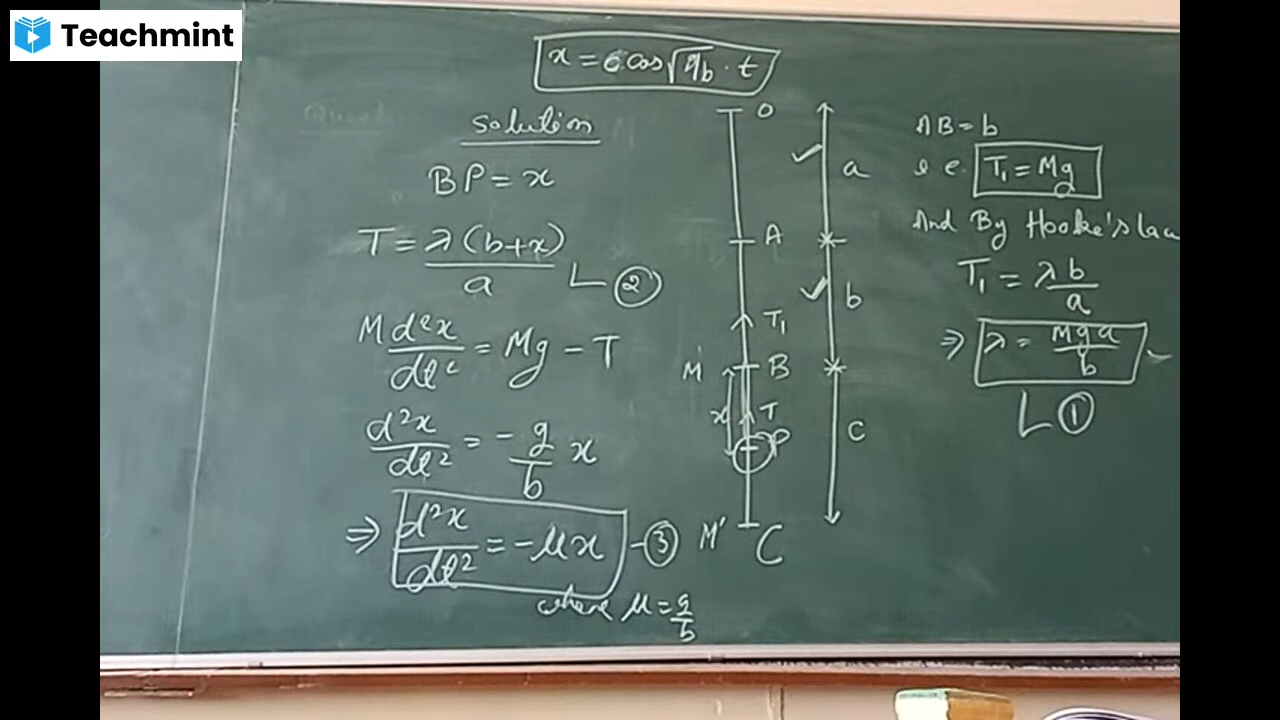 Teachmint
x = c cos √g/b · t
Solution
BP = x
T = λ(b+x)/a
②
M d²x/dt² = Mg - T
d²x/dt² = -g/b x
⇒ d²x/dt² = -μx - ③
where μ = g/b
O
a
A
b
T₁
M
B
x
T
P
c
M'
C
AB = b
i.e. T₁ = Mg
And By Hooke's law
T₁ = λ b/a
⇒ λ = Mga/b
①